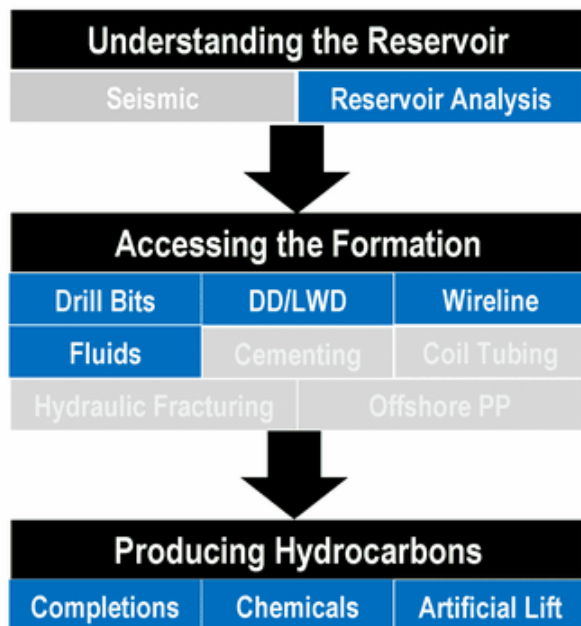 Understanding the Reservoir
Seismic Reservoir Analysis
Accessing the Formation
Drill Bits DD/LWD Wireline
Fluids Cementing Coil Tubing
Hydraulic Fracturing Offshore PP
Producing Hydrocarbons
Completions Chemicals Artificial Lift